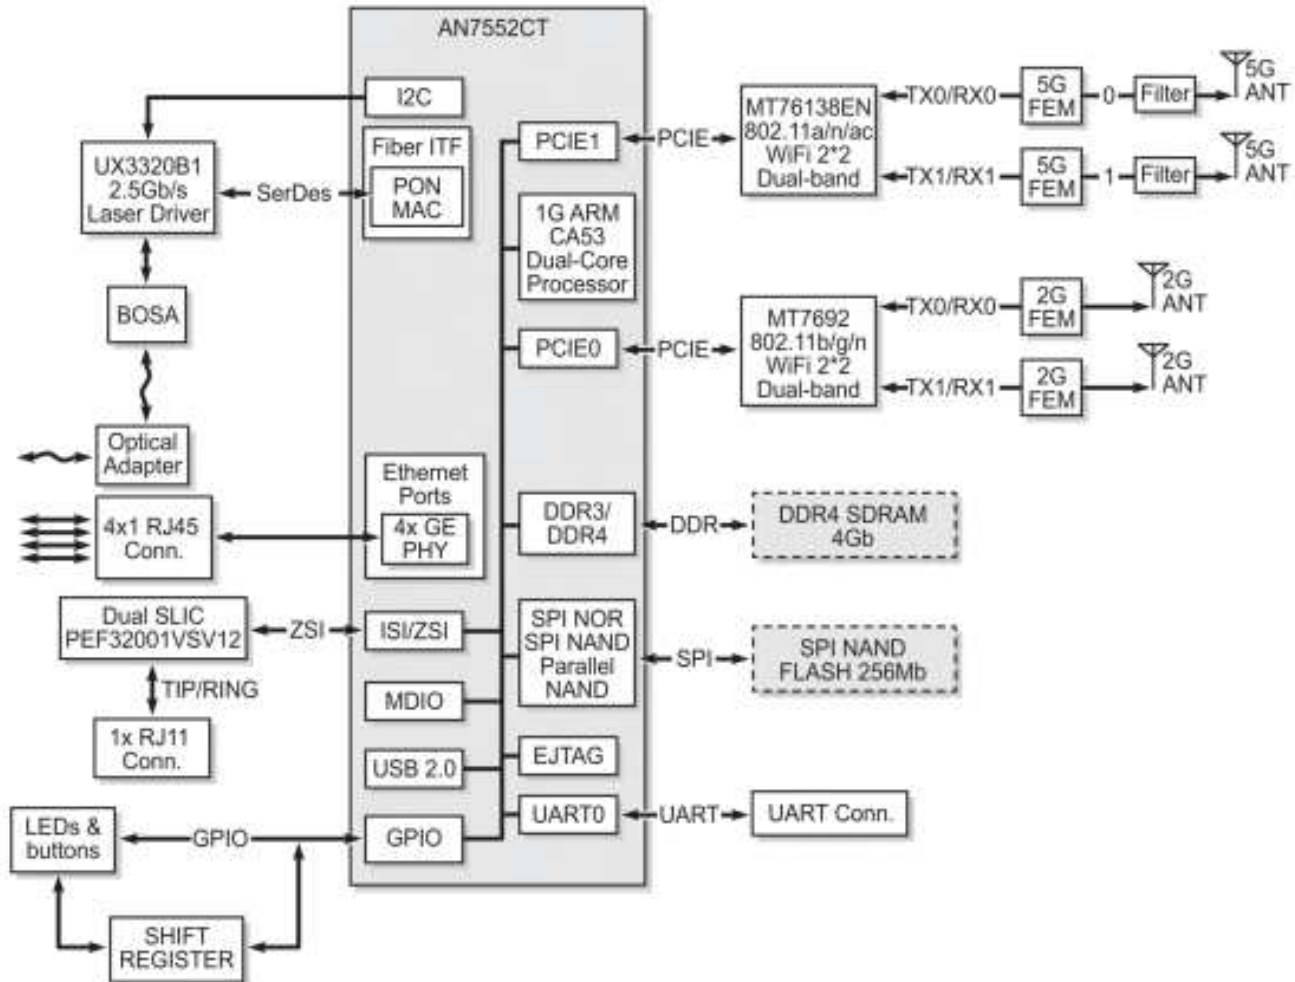 AN7552CT
I2C
Fiber ITF
PON
MAC
UX3320B1
2.5Gb/s
Laser Driver
SerDes
BOSA
Optical
Adapter
4x1 RJ45
Conn.
Ethernet
Ports
4x GE
PHY
Dual SLIC
PEF32001VSV12
ZSI
ISI/ZSI
TIP/RING
1x RJ11
Conn.
MDIO
USB 2.0
LEDs &
buttons
GPIO
GPIO
SHIFT
REGISTER
PCIE1
PCIE
1G ARM
CA53
Dual-Core
Processor
PCIE0
PCIE
DDR3/
DDR4
DDR
DDR4 SDRAM
4Gb
SPI NOR
SPI NAND
Parallel
NAND
SPI
SPI NAND
FLASH 256Mb
EJTAG
UART0
UART
UART Conn.
MT76138EN
802.11a/n/ac
WiFi 2*2
Dual-band
TX0/RX0
5G
FEM
0
Filter
5G
ANT
TX1/RX1
5G
FEM
1
Filter
5G
ANT
MT7692
802.11b/g/n
WiFi 2*2
Dual-band
TX0/RX0
2G
FEM
2G
ANT
TX1/RX1
2G
FEM
2G
ANT